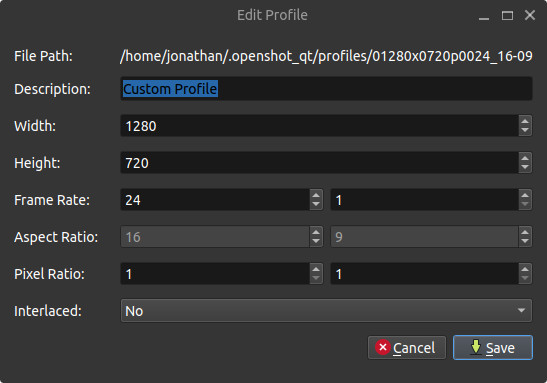 Edit Profile
File Path: /home/jonathan/.openshot_qt/profiles/01280x0720p0024_16-09
Description: Custom Profile
Width: 1280
Height: 720
Frame Rate: 24 1
Aspect Ratio: 16 9
Pixel Ratio: 1 1
Interlaced: No
Cancel Save